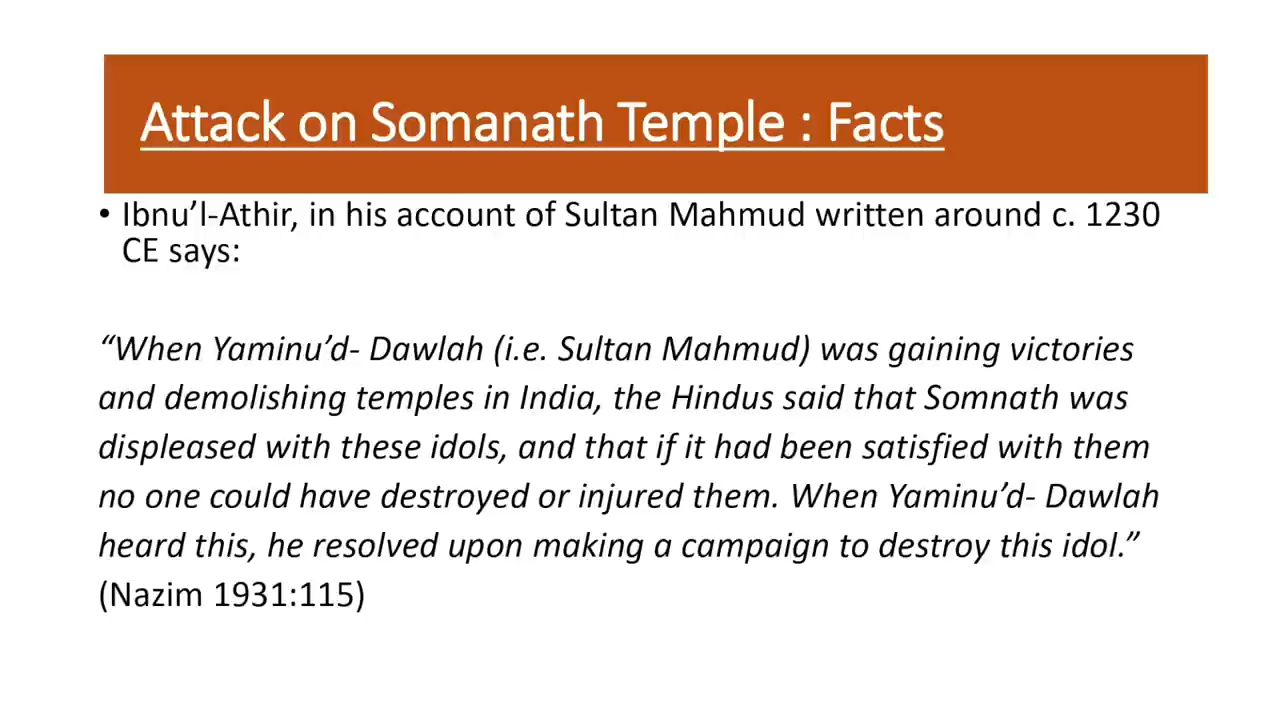 Attack on Somanath Temple : Facts
• Ibnu’l-Athir, in his account of Sultan Mahmud written around c. 1230
CE says:
“When Yaminu’d- Dawlah (i.e. Sultan Mahmud) was gaining victories
and demolishing temples in India, the Hindus said that Somnath was
displeased with these idols, and that if it had been satisfied with them
no one could have destroyed or injured them. When Yaminu’d- Dawlah
heard this, he resolved upon making a campaign to destroy this idol.”
(Nazim 1931:115)